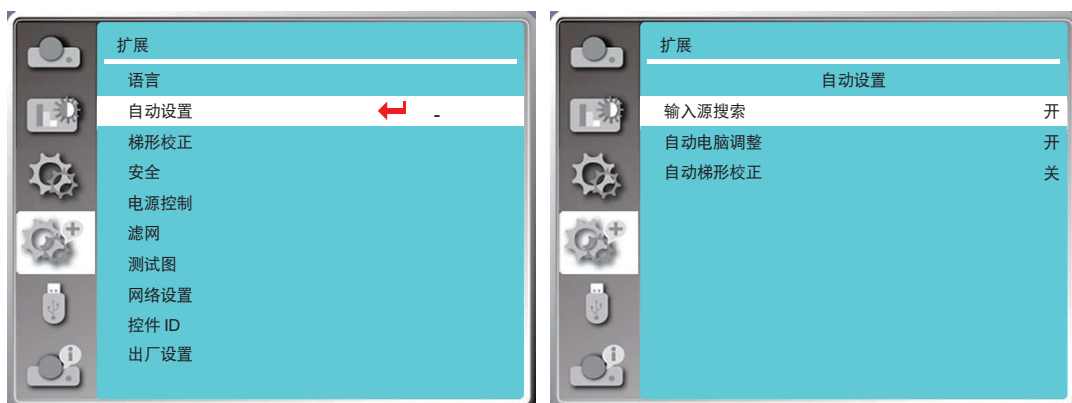 扩展
语言
自动设置 -
梯形校正
安全
电源控制
滤网
测试图
网络设置
控件 ID
出厂设置
扩展
自动设置
输入源搜索 开
自动电脑调整 开
自动梯形校正 关